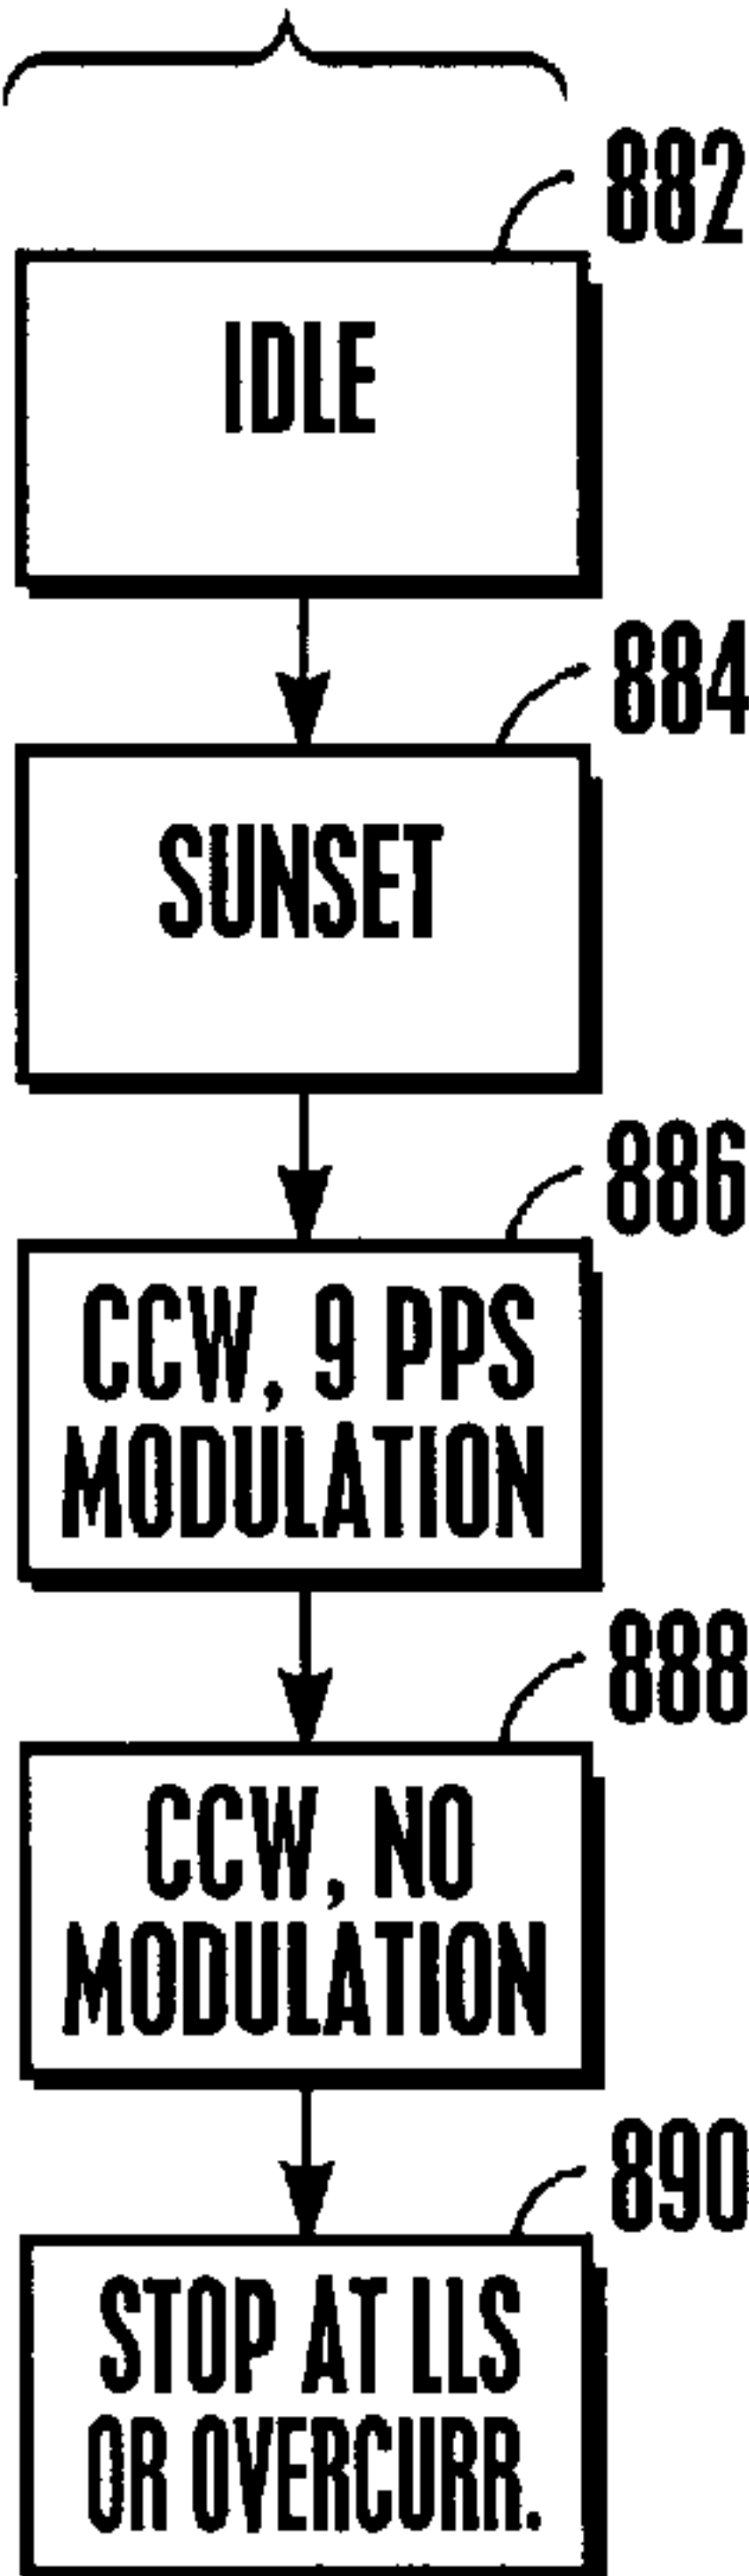 882
IDLE
884
SUNSET
886
CCW, 9 PPS
MODULATION
888
CCW, NO
MODULATION
890
STOP AT LLS
OR OVERCURR.